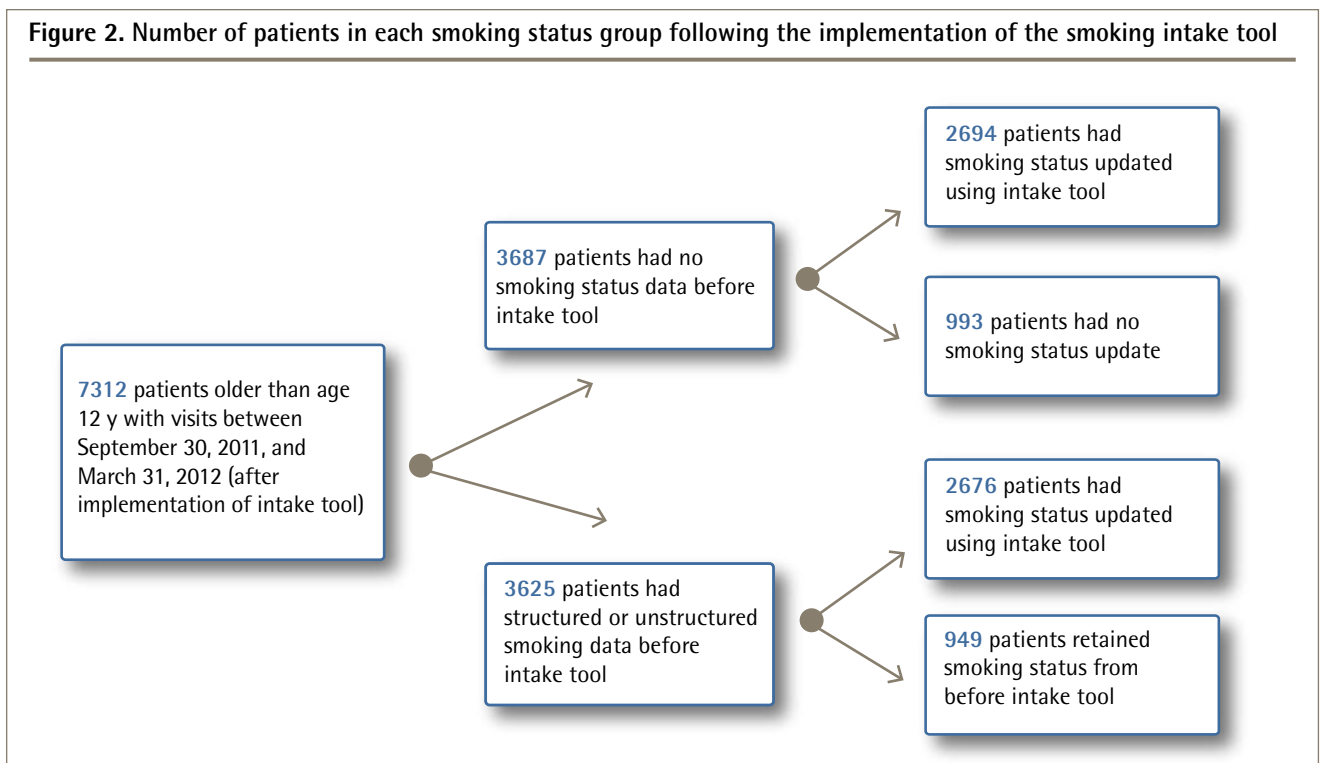 Figure 2. Number of patients in each smoking status group following the implementation of the smoking intake tool
7312 patients older than age
12 y with visits between
September 30, 2011, and
March 31, 2012 (after
implementation of intake tool)
3687 patients had no
smoking status data before
intake tool
3625 patients had
structured or unstructured
smoking data before
intake tool
2694 patients had
smoking status updated
using intake tool
993 patients had no
smoking status update
2676 patients had
smoking status updated
using intake tool
949 patients retained
smoking status from
before intake tool